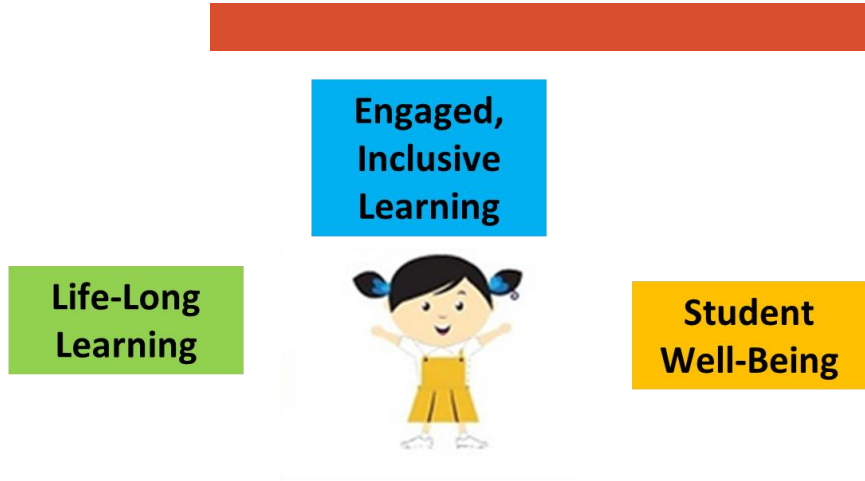 Engaged,
Inclusive
Learning
Life-Long
Learning
Student
Well-Being